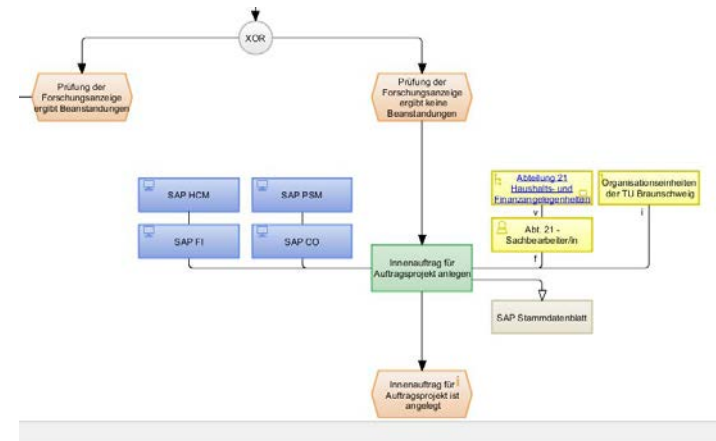 XOR
Prüfung der
Forschungsanzeige
ergibt Beanstandungen
Prüfung der
Forschungsanzeige
ergibt keine
Beanstandungen
SAP HCM
SAP PSM
Abteilung 21
Haushalts- und
Finanzangelegenheiten
Organisationseinheiten
der TU Braunschweig
v
i
SAP FI
SAP CO
Abt. 21 -
Sachbearbeiter/in
f
Innenauftrag für
Auftragsprojekt anlegen
SAP Stammdatenblatt
Innenauftrag für
Auftragsprojekt ist
angelegt